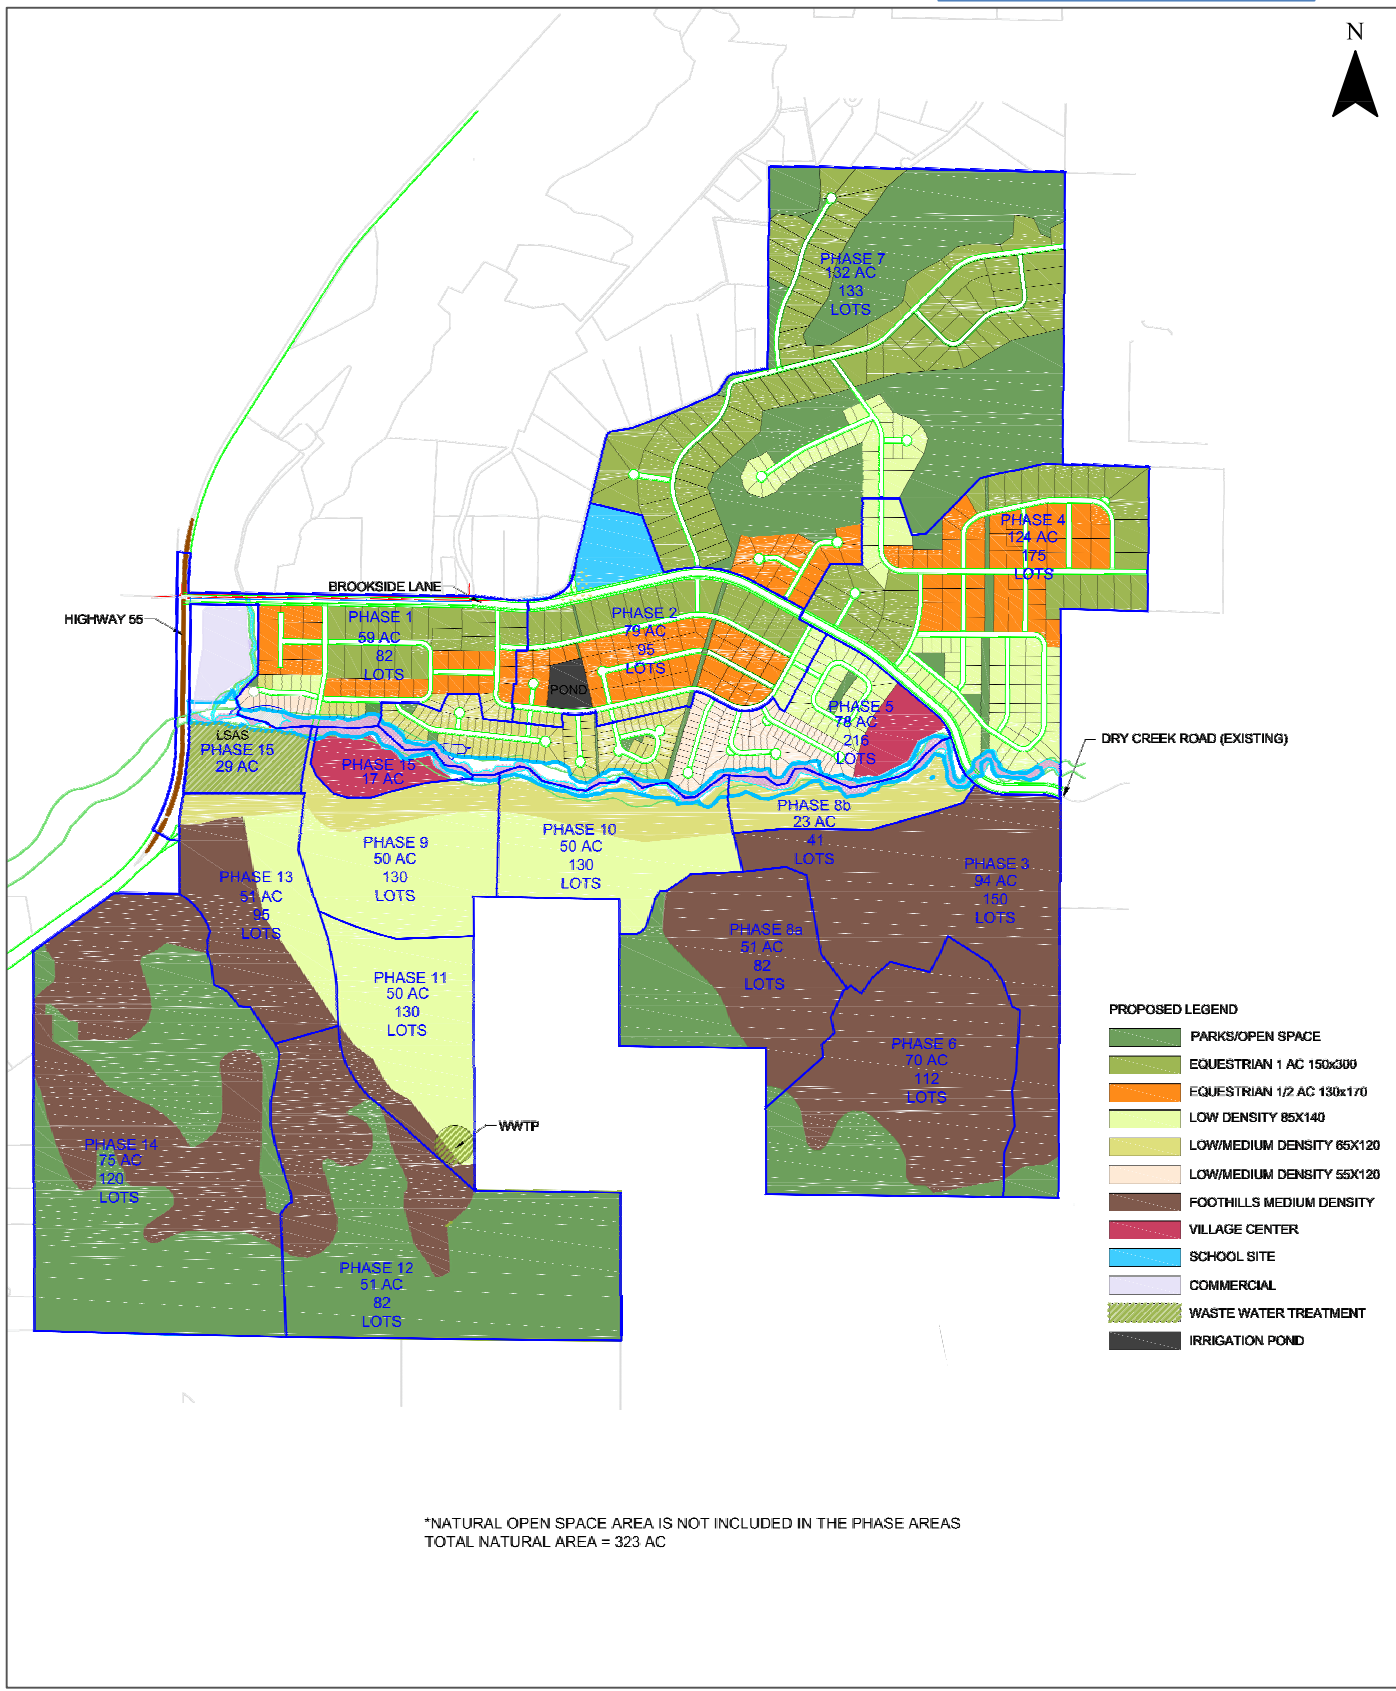 N
PHASE 7
132 AC
133
LOTS
PHASE 4
124 AC
175
LOTS
BROOKSIDE LANE
HIGHWAY 55
PHASE 1
59 AC
82
LOTS
PHASE 2
79 AC
95
LOTS
POND
PHASE 5
78 AC
216
LOTS
DRY CREEK ROAD (EXISTING)
LSAS
PHASE 15
29 AC
PHASE 15
17 AC
PHASE 8b
23 AC
41
LOTS
PHASE 9
50 AC
130
LOTS
PHASE 10
50 AC
130
LOTS
PHASE 3
94 AC
150
LOTS
PHASE 13
51 AC
95
LOTS
PHASE 8a
51 AC
82
LOTS
PHASE 11
50 AC
130
LOTS
PHASE 6
70 AC
112
LOTS
WWTP
PHASE 14
75 AC
120
LOTS
PHASE 12
51 AC
82
LOTS
PROPOSED LEGEND
PARKS/OPEN SPACE
EQUESTRIAN 1 AC 150x300
EQUESTRIAN 1/2 AC 130x170
LOW DENSITY 85X140
LOW/MEDIUM DENSITY 65X120
LOW/MEDIUM DENSITY 55X120
FOOTHILLS MEDIUM DENSITY
VILLAGE CENTER
SCHOOL SITE
COMMERCIAL
WASTE WATER TREATMENT
IRRIGATION POND
*NATURAL OPEN SPACE AREA IS NOT INCLUDED IN THE PHASE AREAS
TOTAL NATURAL AREA = 323 AC